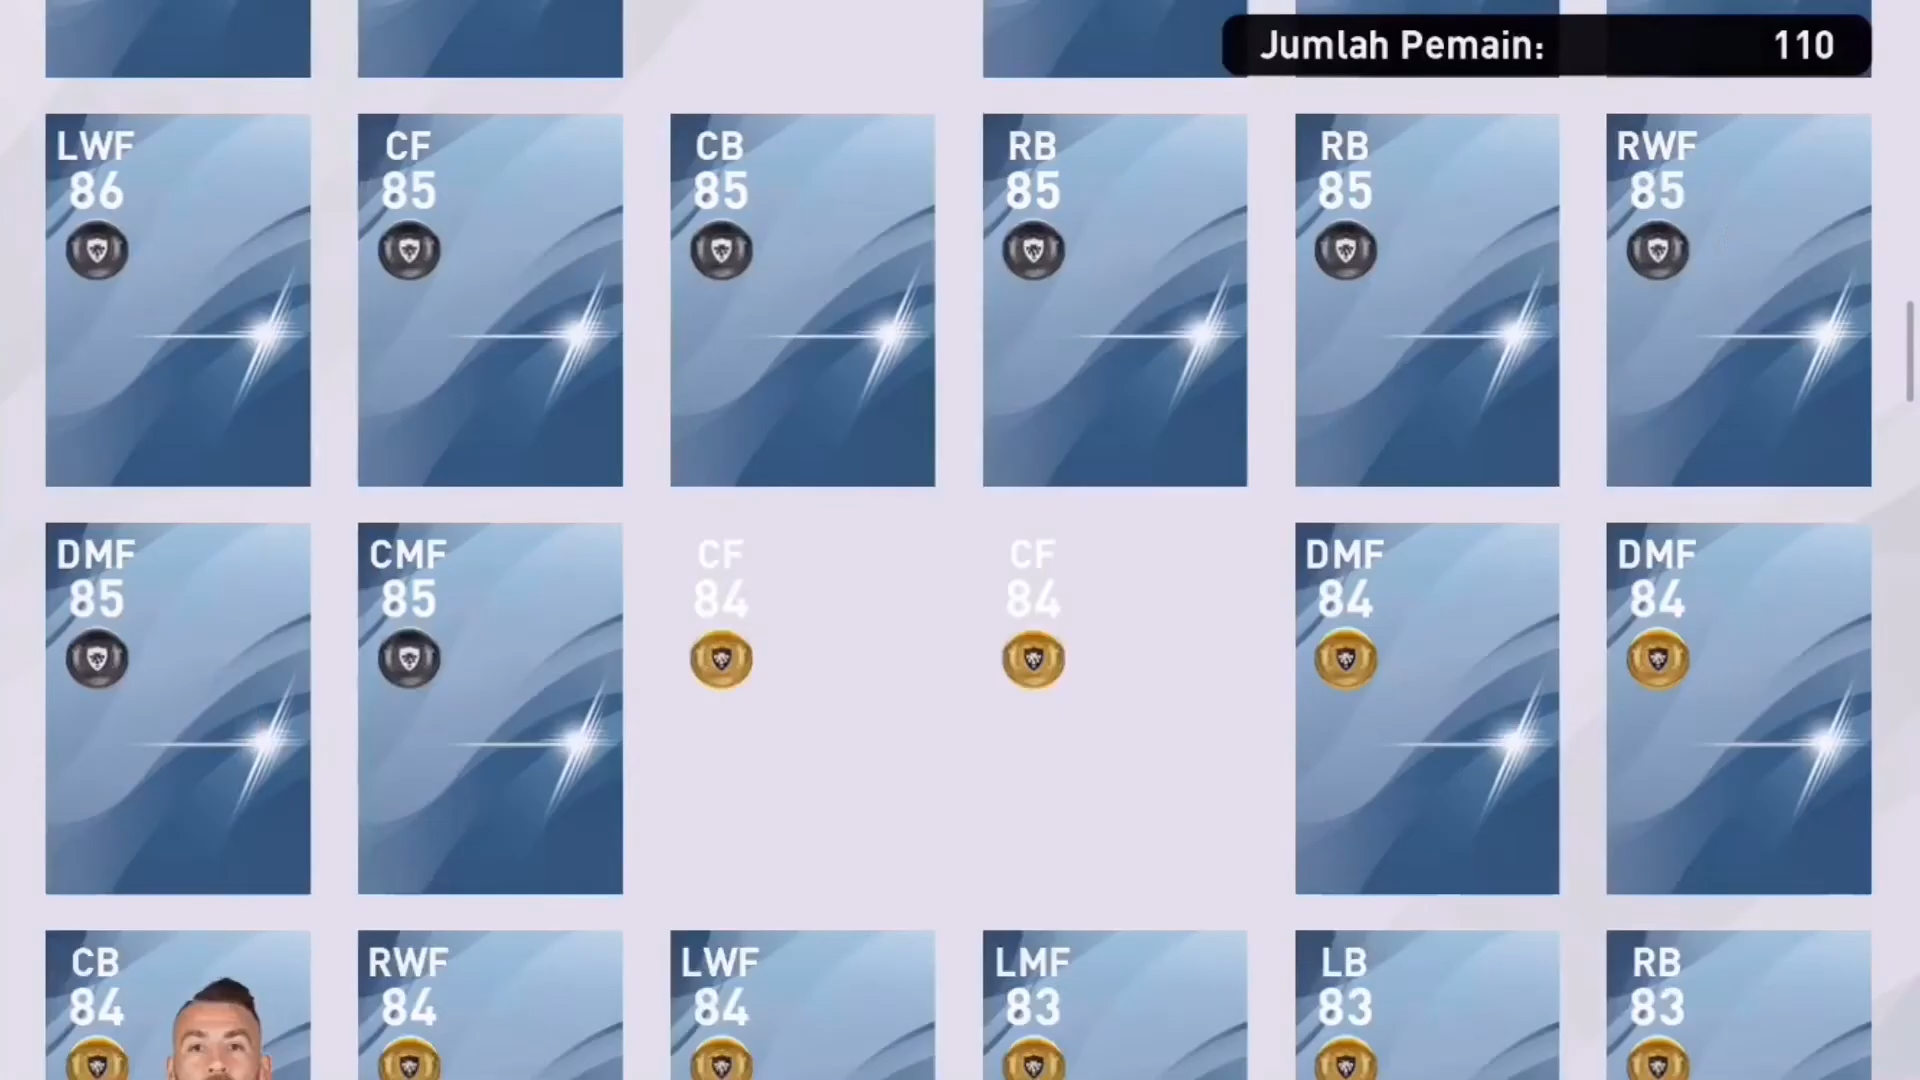 Jumlah Pemain: 110
LWF CF CB RB RB RWF
86 85 85 85 85 85
DMF CMF CF CF DMF DMF
85 85 84 84 84 84
CB RWF LWF LMF LB RB
84 84 84 83 83 83